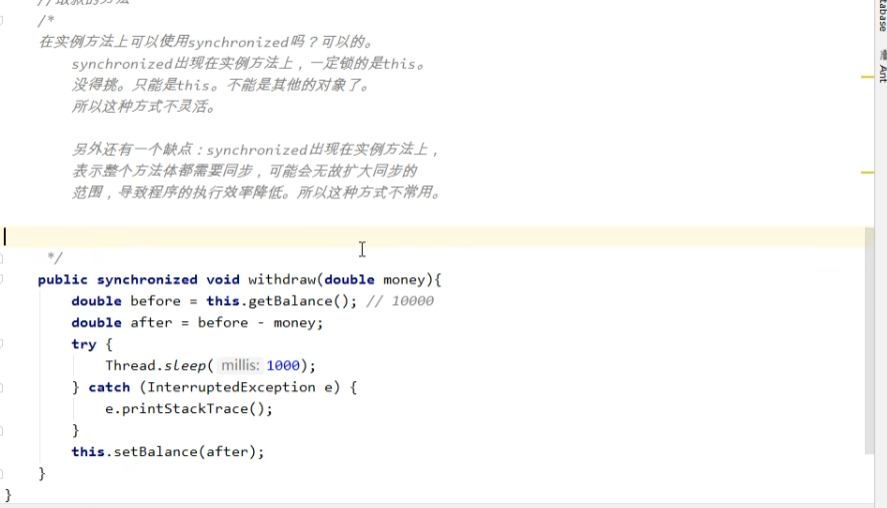 //取款的方法
/*
在实例方法上可以使用synchronized吗？可以的。
synchronized出现在实例方法上，一定锁的是this。
没得挑。只能是this。不能是其他的对象了。
所以这种方式不灵活。
另外还有一个缺点：synchronized出现在实例方法上，
表示整个方法体都需要同步，可能会无故扩大同步的
范围，导致程序的执行效率降低。所以这种方式不常用。
*/
public synchronized void withdraw(double money){
double before = this.getBalance(); // 10000
double after = before - money;
try {
Thread.sleep( millis: 1000);
} catch (InterruptedException e) {
e.printStackTrace();
}
this.setBalance(after);
}
}
Ant